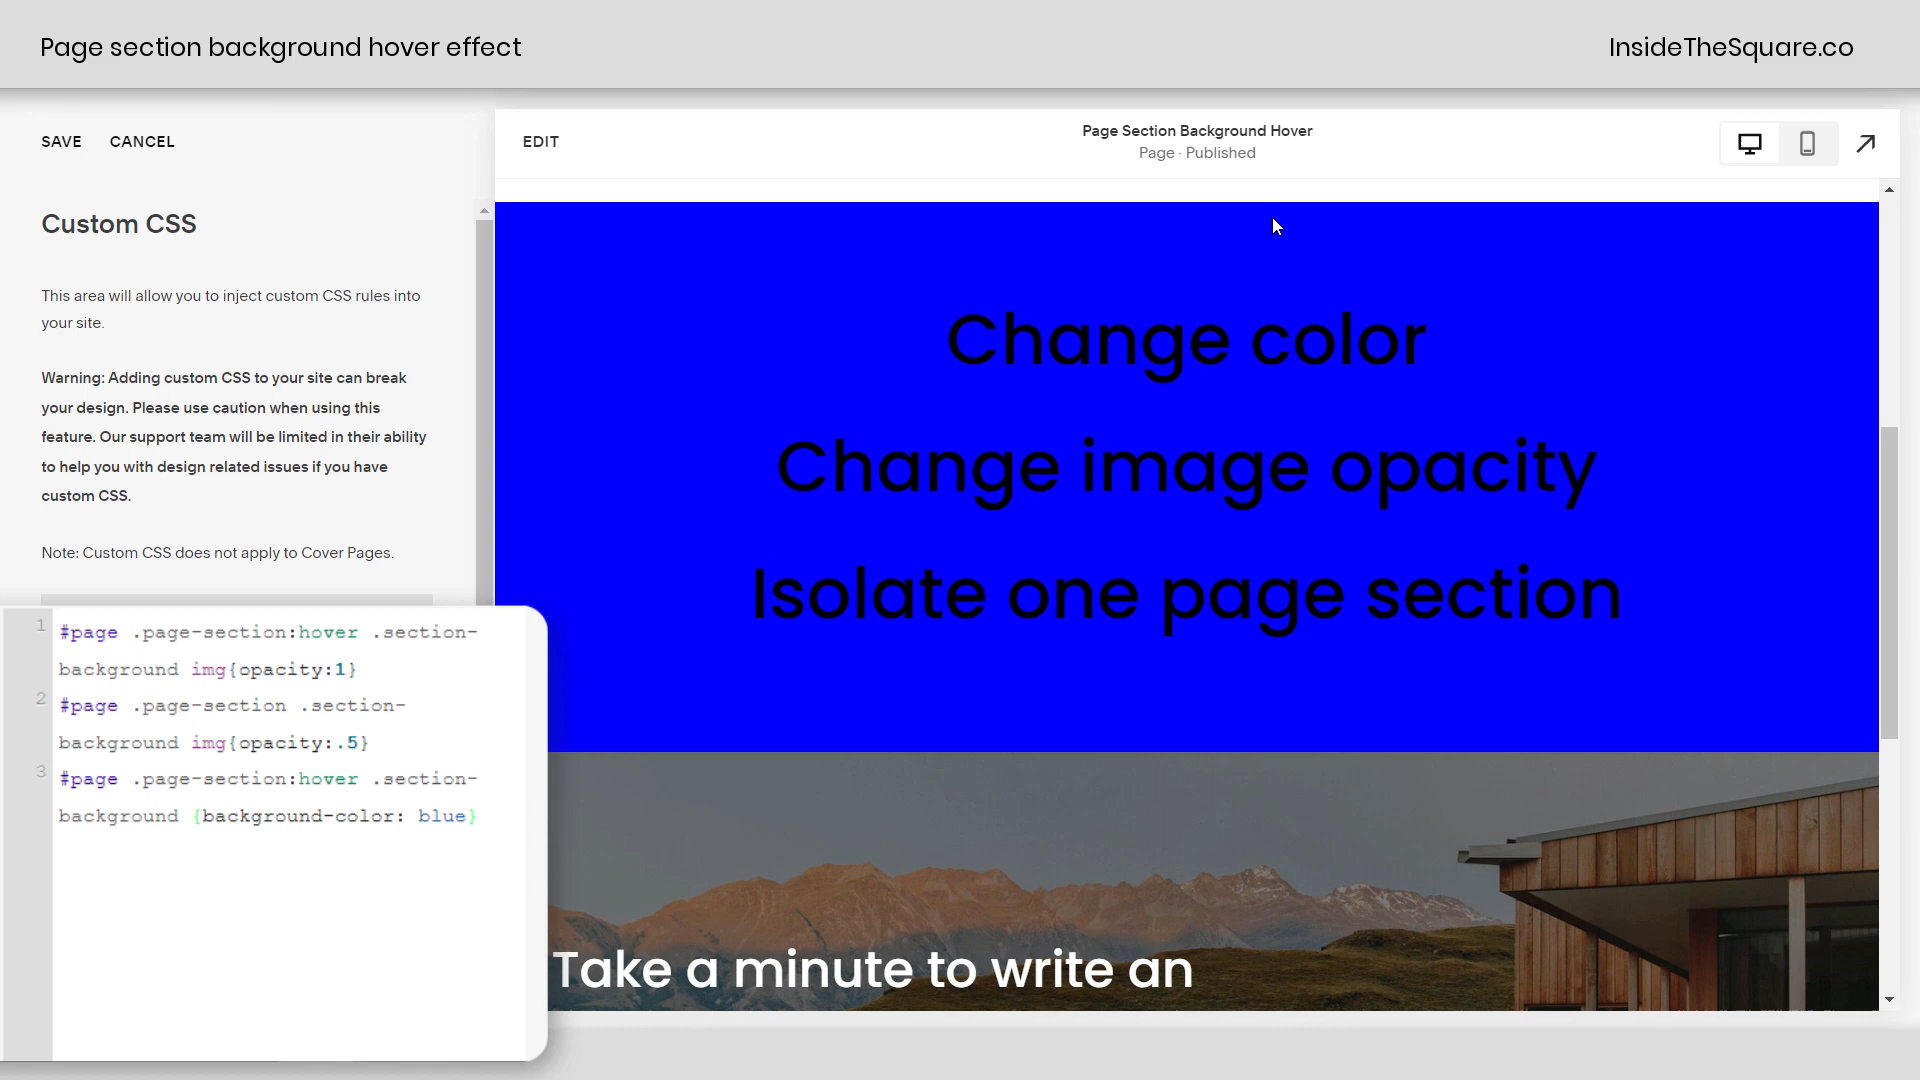 Page section background hover effect
InsideTheSquare.co
SAVE CANCEL
EDIT
Page Section Background Hover
Page · Published
Custom CSS
This area will allow you to inject custom CSS rules into
your site.
Warning: Adding custom CSS to your site can break
your design. Please use caution when using this
feature. Our support team will be limited in their ability
to help you with design related issues if you have
custom CSS.
Note: Custom CSS does not apply to Cover Pages.
1 #page .page-section:hover .section-
background img{opacity:1}
2 #page .page-section .section-
background img{opacity:.5}
3 #page .page-section:hover .section-
background {background-color: blue}
Change color
Change image opacity
Isolate one page section
Take a minute to write an